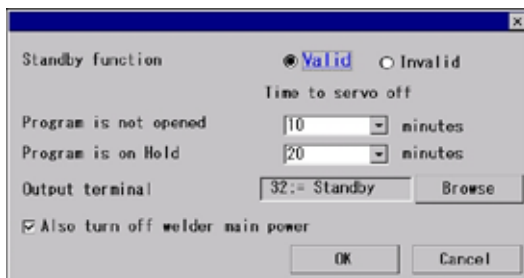 Standby function Valid Invalid
Time to servo off
Program is not opened 10 minutes
Program is on Hold 20 minutes
Output terminal 32:= Standby Browse
Also turn off welder main power
OK Cancel